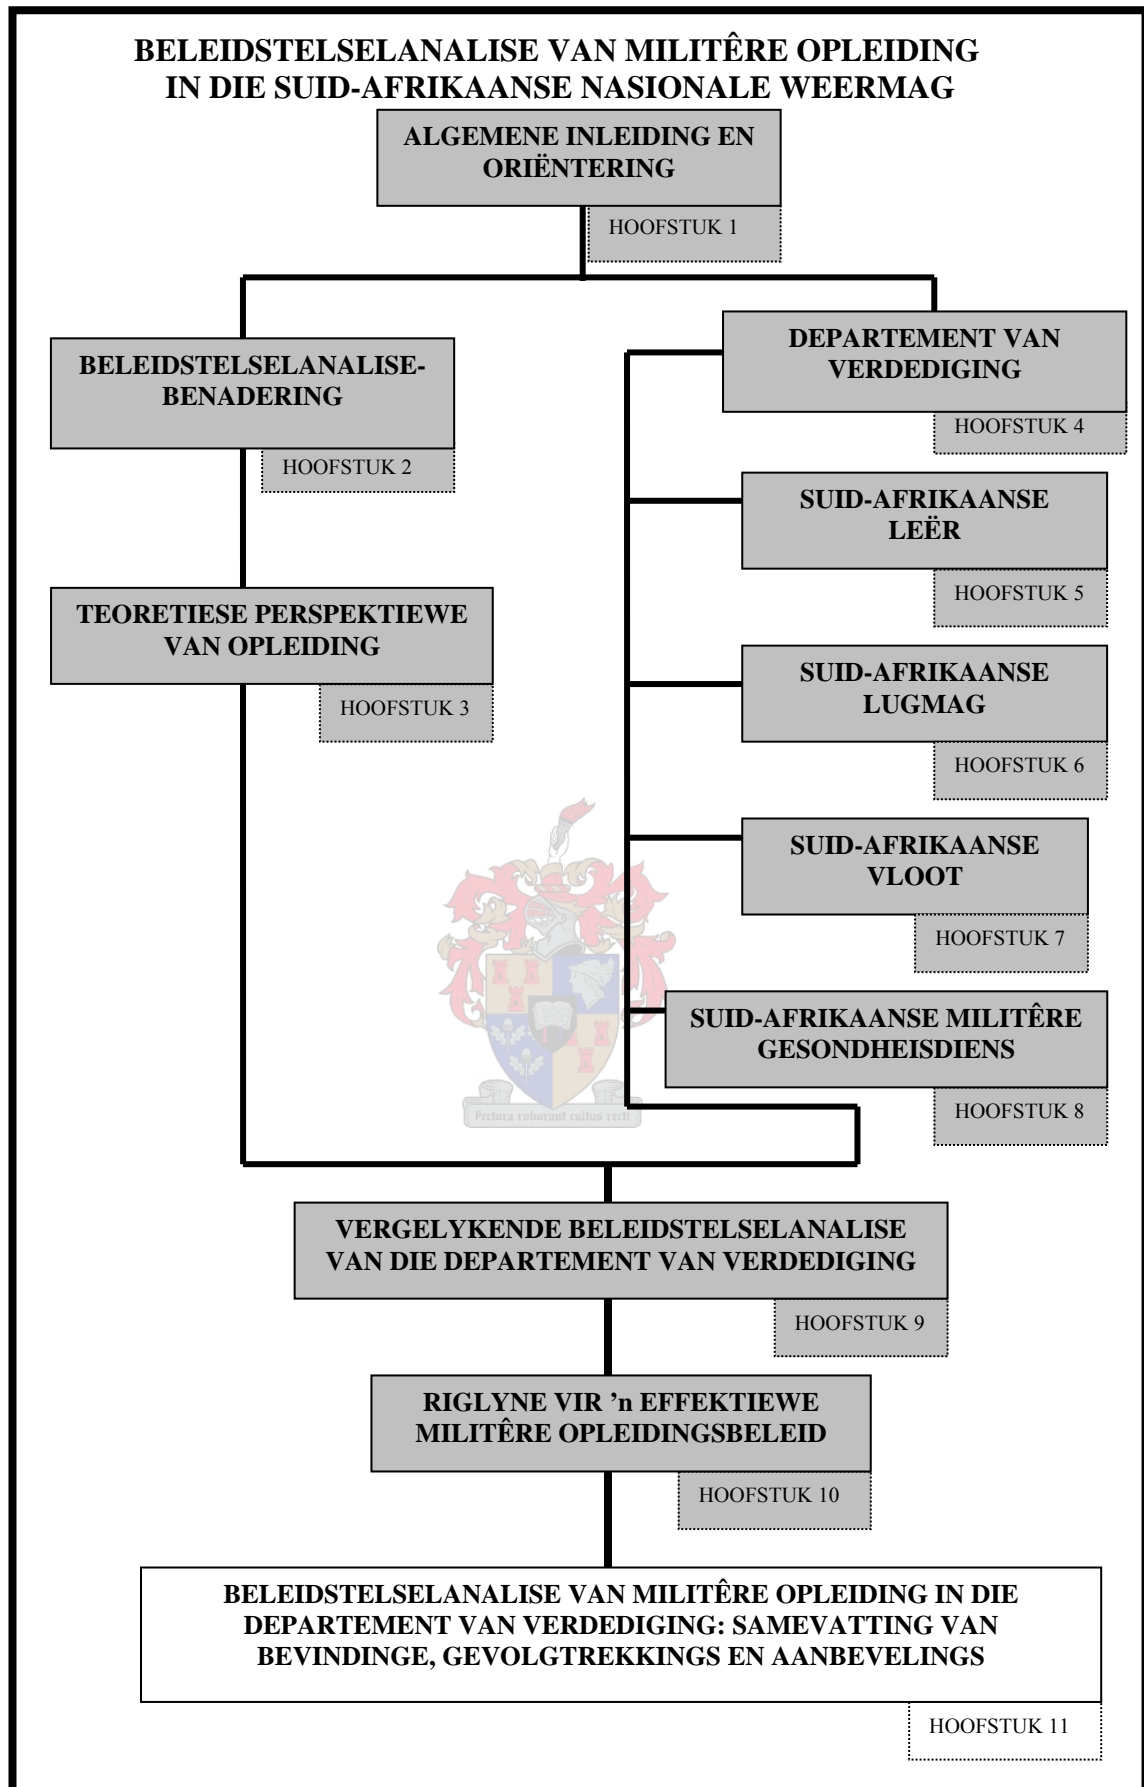 BELEIDSTELSELANALISE VAN MILITÊRE OPLEIDING
IN DIE SUID-AFRIKAANSE NASIONALE WEERMAG
ALGEMENE INLEIDING EN
ORIËNTERING
HOOFSTUK 1
BELEIDSTELSELANALISE-
BENADERING
HOOFSTUK 2
TEORETIESE PERSPEKTIEWE
VAN OPLEIDING
HOOFSTUK 3
DEPARTEMENT VAN
VERDEDIGING
HOOFSTUK 4
SUID-AFRIKAANSE
LEËR
HOOFSTUK 5
SUID-AFRIKAANSE
LUGMAG
HOOFSTUK 6
SUID-AFRIKAANSE
VLOOT
HOOFSTUK 7
SUID-AFRIKAANSE MILITÊRE
GESONDHEISDIENS
HOOFSTUK 8
Pectora roborant cultus recti
VERGELYKENDE BELEIDSTELSELANALISE
VAN DIE DEPARTEMENT VAN VERDEDIGING
HOOFSTUK 9
RIGLYNE VIR ’n EFFEKTIEWE
MILITÊRE OPLEIDINGSBELEID
HOOFSTUK 10
BELEIDSTELSELANALISE VAN MILITÊRE OPLEIDING IN DIE
DEPARTEMENT VAN VERDEDIGING: SAMEVATTING VAN
BEVINDINGE, GEVOLGTREKKINGS EN AANBEVELINGS
HOOFSTUK 11